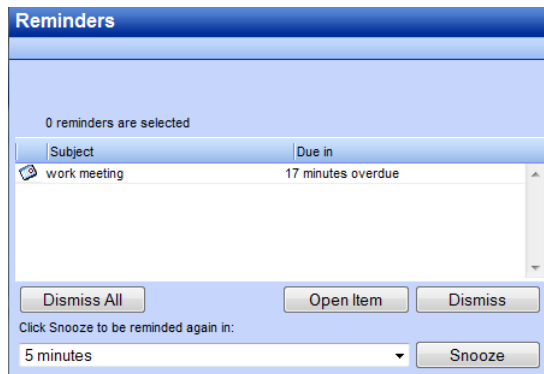 Reminders
0 reminders are selected
Subject Due in
work meeting 17 minutes overdue
Dismiss All Open Item Dismiss
Click Snooze to be reminded again in:
5 minutes Snooze